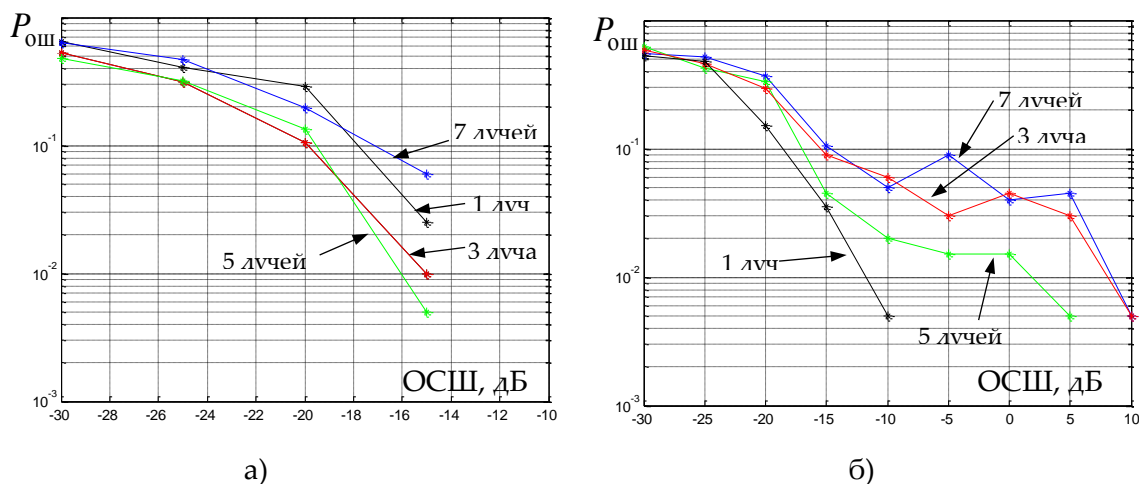 Pош
10-1
10-2
10-3
7 лучей
1 луч
3 луча
5 лучей
ОСШ, дБ
-30 -28 -26 -24 -22 -20 -18 -16 -14 -12 -10
а)
Pош
10-1
10-2
10-3
7 лучей
3 луча
1 луч
5 лучей
ОСШ, дБ
-30 -25 -20 -15 -10 -5 0 5 10
б)